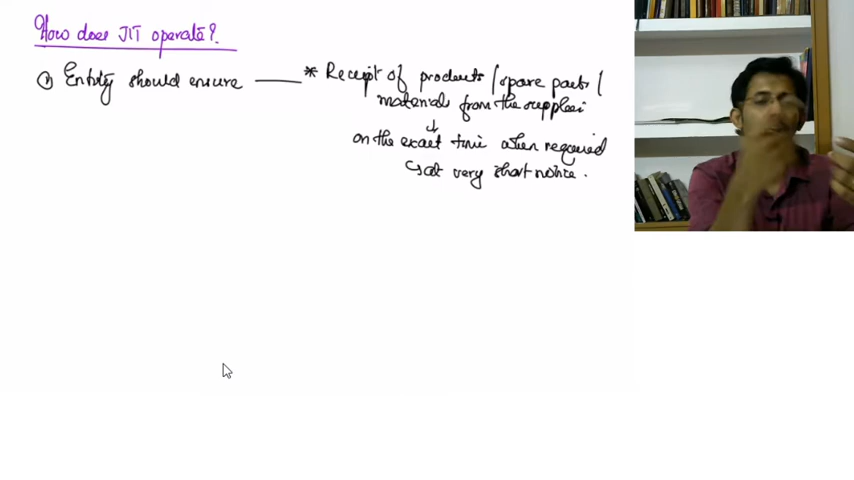 How does JIT operate?
① Entity should ensure —— * Receipt of products / spare parts /
materials from the supplier
↓
on the exact time when required
↳ at very short notice.